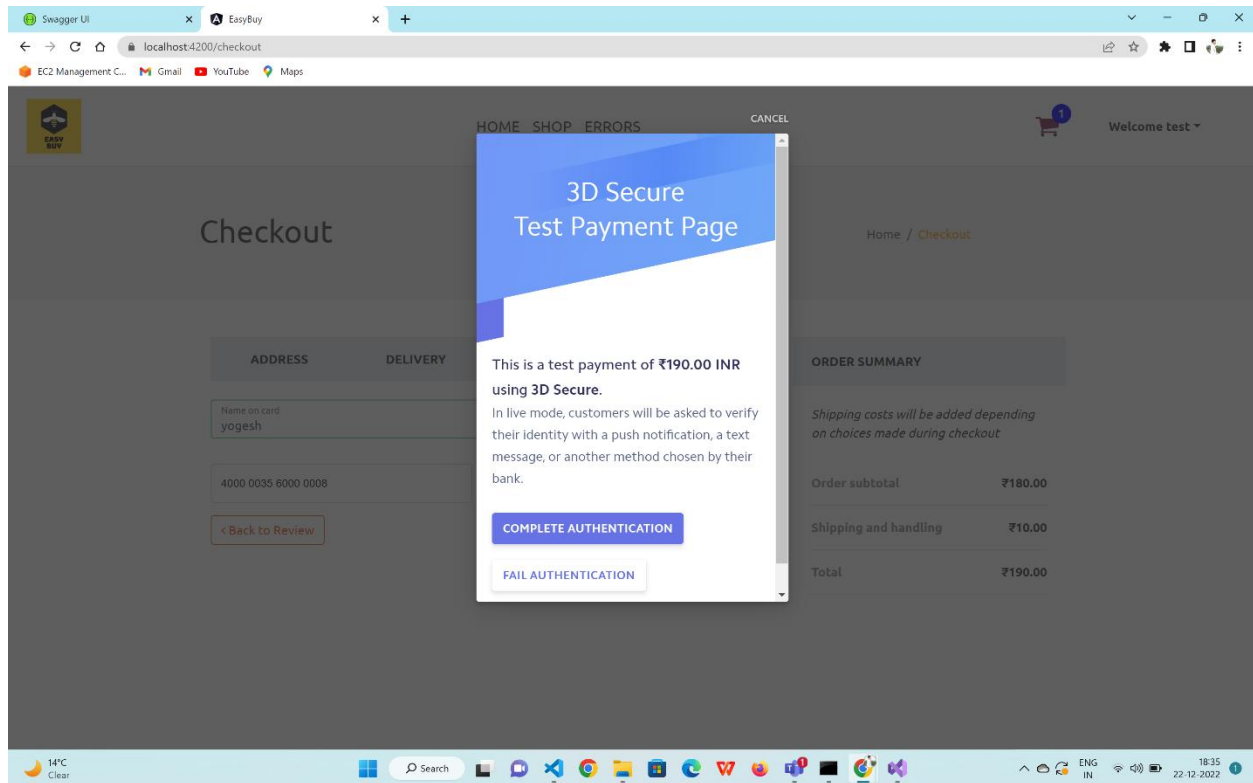 Swagger UI
EasyBuy
localhost:4200/checkout
EC2 Management C...
Gmail
YouTube
Maps
EASY
BUY
HOME SHOP ERRORS
CANCEL
1
Welcome test
3D Secure
Test Payment Page
Checkout
Home / Checkout
ADDRESS
DELIVERY
This is a test payment of ₹190.00 INR
using 3D Secure.
In live mode, customers will be asked to verify
their identity with a push notification, a text
message, or another method chosen by their
bank.
COMPLETE AUTHENTICATION
FAIL AUTHENTICATION
Name on card
yogesh
4000 0035 6000 0008
< Back to Review
ORDER SUMMARY
Shipping costs will be added depending
on choices made during checkout
Order subtotal ₹180.00
Shipping and handling ₹10.00
Total ₹190.00
14°C
Clear
Search
ENG
IN
18:35
22-12-2022
1